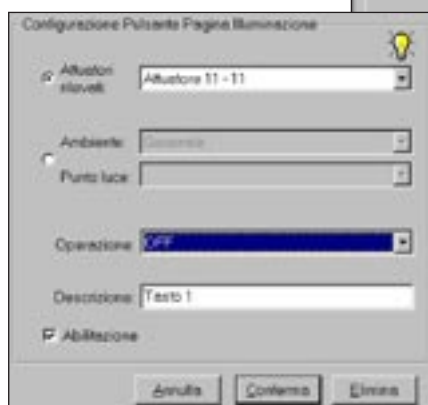 Configurazione Pulsante Pagina Illuminazione
Attuatori rilevati: Attuatore 11 - 11
Ambiente: Generale
Punto luce:
Operazione: OFF
Descrizione: Tasto 1
Abilitazione
Annulla Conferma Elimina